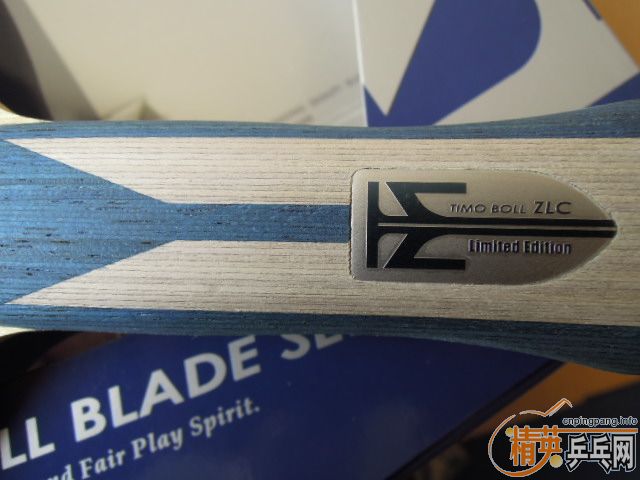 TIMO BOLL ZLC
Limited Edition
LL BLADE SE
nd Fair Play Spirit.
cnpingpang.info
精英乒乓网